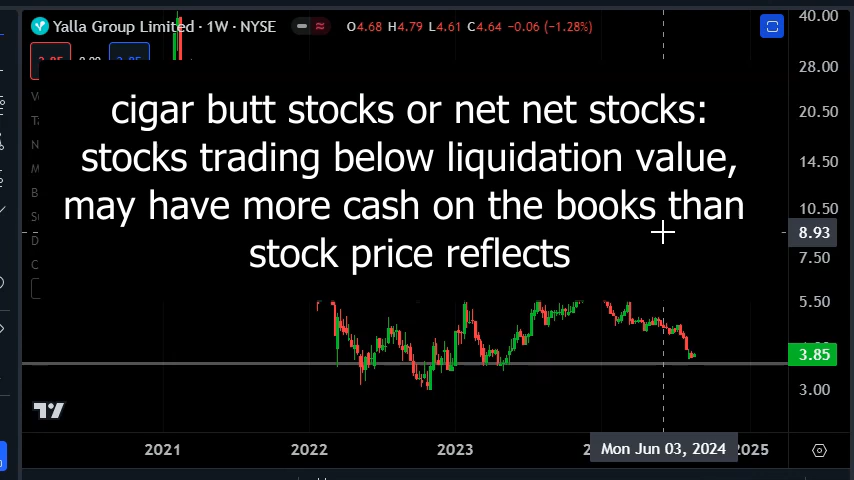 Yalla Group Limited · 1W · NYSE
O4.68 H4.79 L4.61 C4.64 −0.06 (−1.28%)
cigar butt stocks or net net stocks:
stocks trading below liquidation value,
may have more cash on the books than
stock price reflects
40.00
28.00
20.50
14.50
10.50
8.93
7.50
5.50
3.85
3.00
2021
2022
2023
Mon Jun 03, 2024
2025